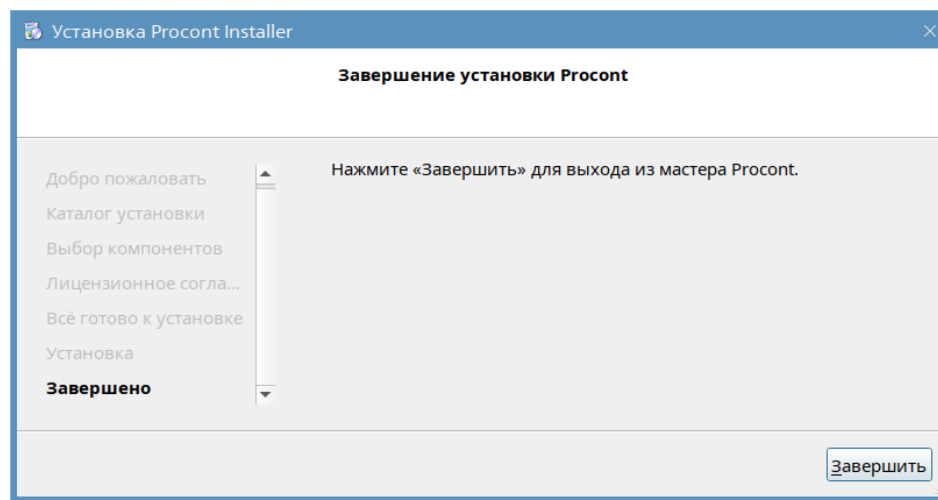 Установка Procont Installer
Завершение установки Procont
Добро пожаловать
Каталог установки
Выбор компонентов
Лицензионное согла...
Всё готово к установке
Установка
Завершено
Нажмите «Завершить» для выхода из мастера Procont.
Завершить